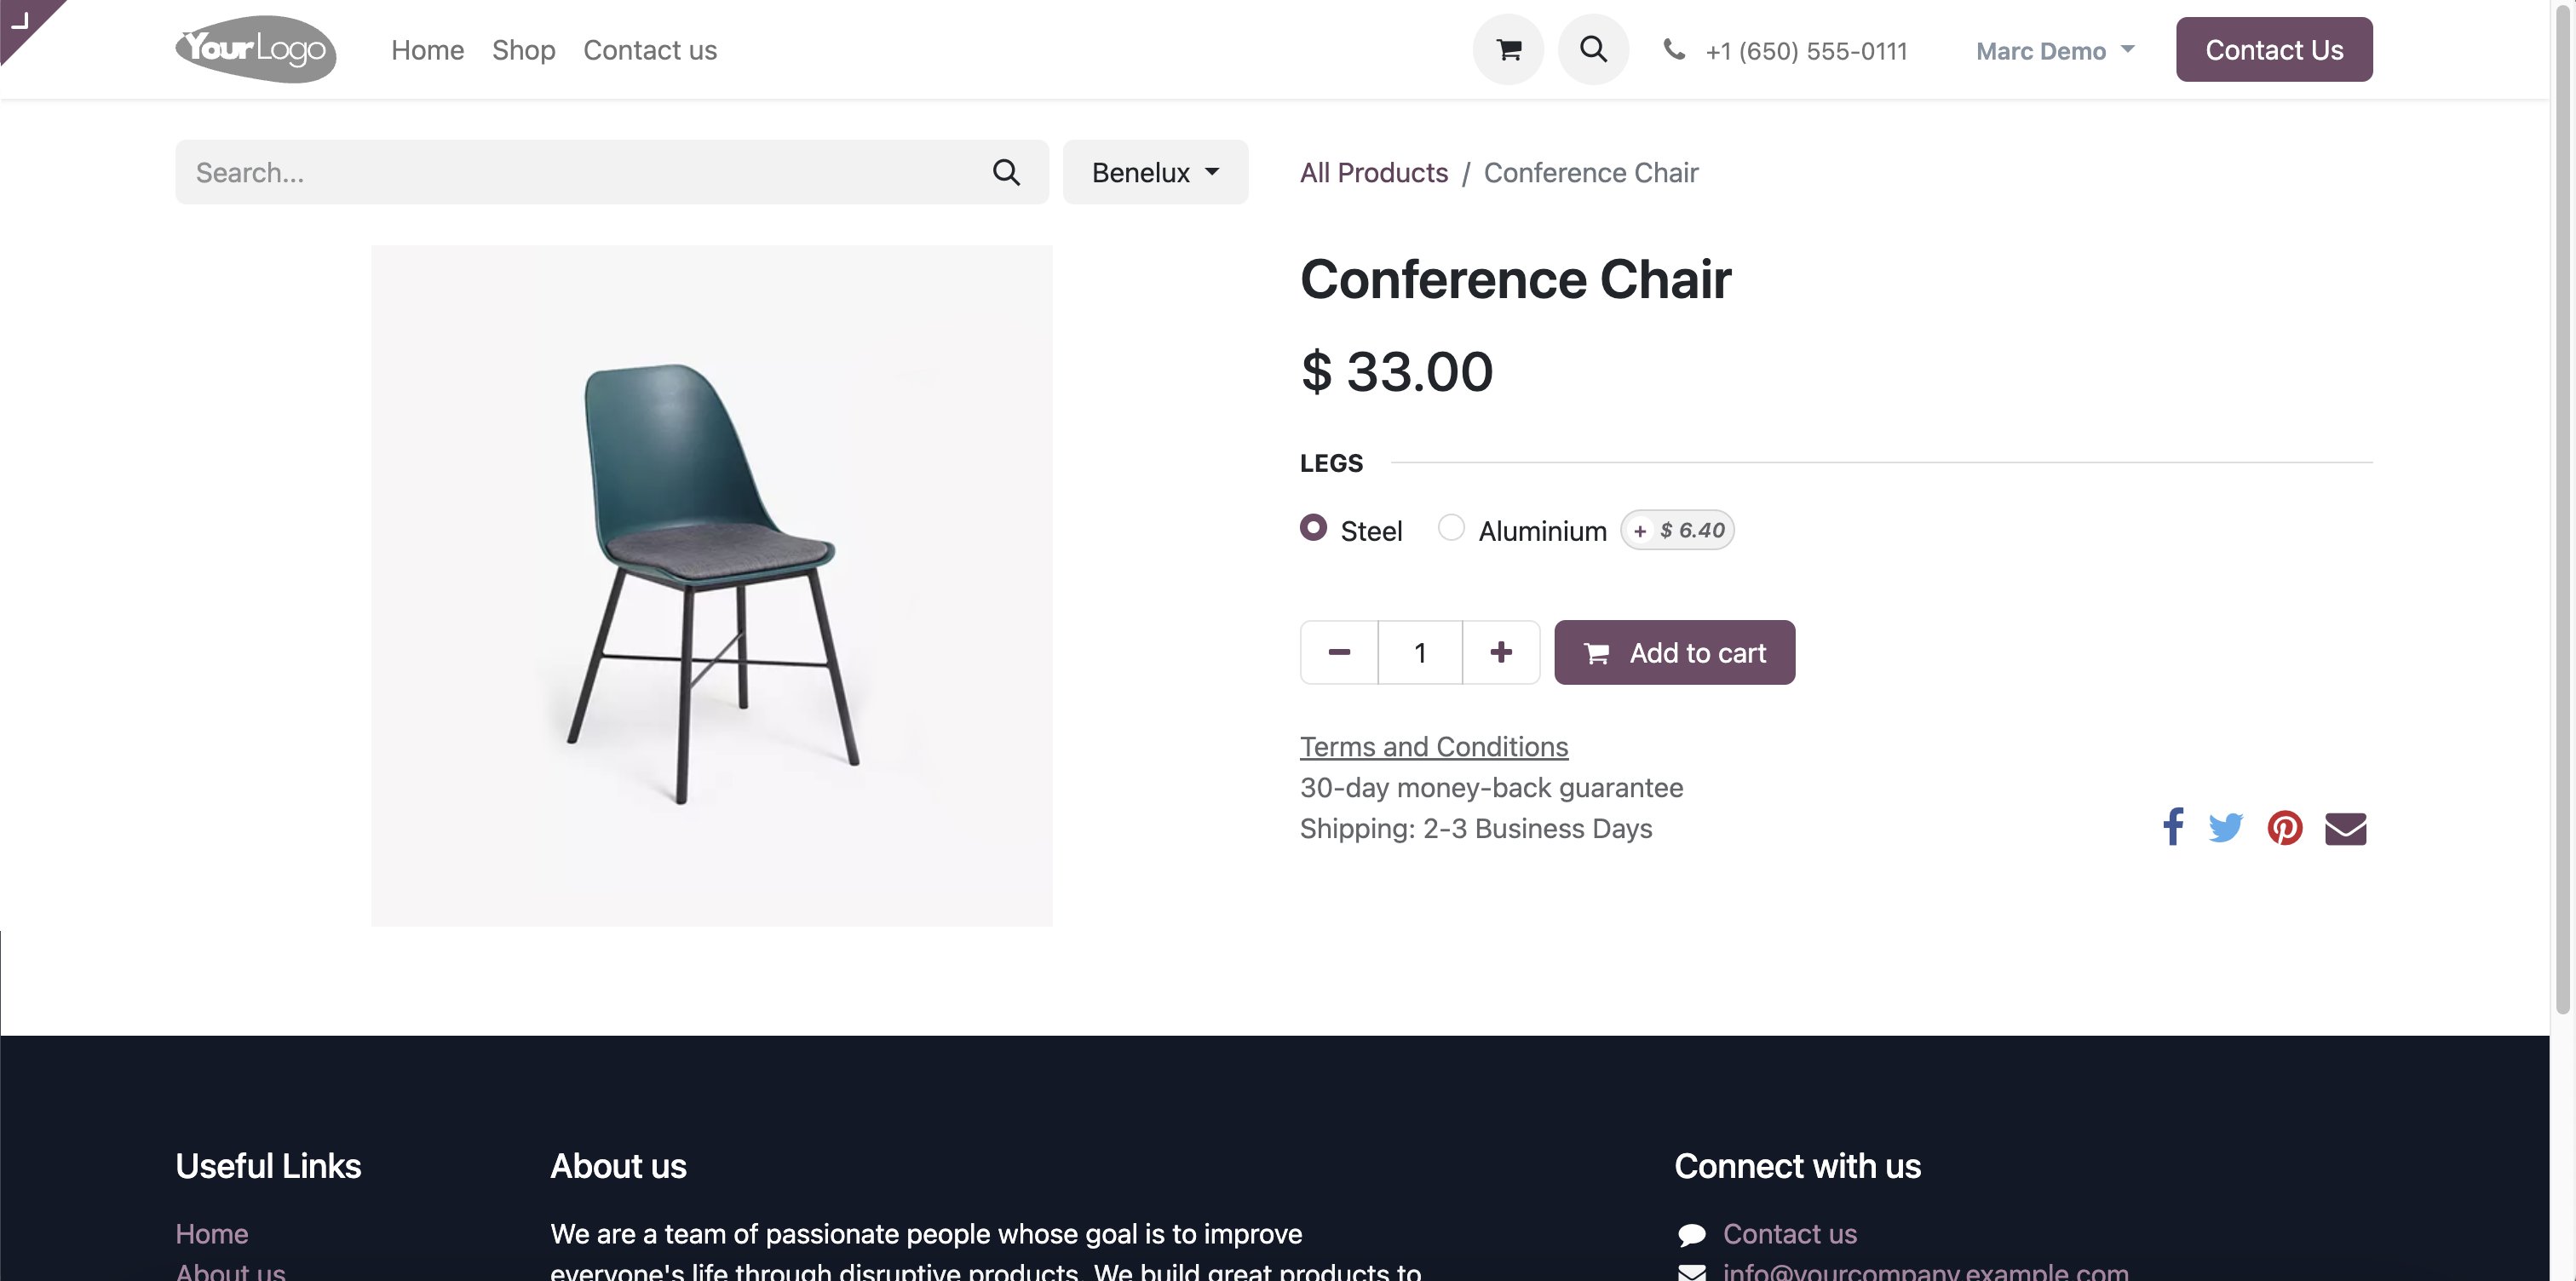 YourLogo Home Shop Contact us +1 (650) 555-0111 Marc Demo Contact Us
Search... Benelux All Products / Conference Chair
Conference Chair
$ 33.00
LEGS
Steel Aluminium + $ 6.40
1 Add to cart
Terms and Conditions
30-day money-back guarantee
Shipping: 2-3 Business Days
Useful Links About us Connect with us
Home We are a team of passionate people whose goal is to improve Contact us
About us everyone's life through disruptive products. We build great products to info@yourcompany.example.com